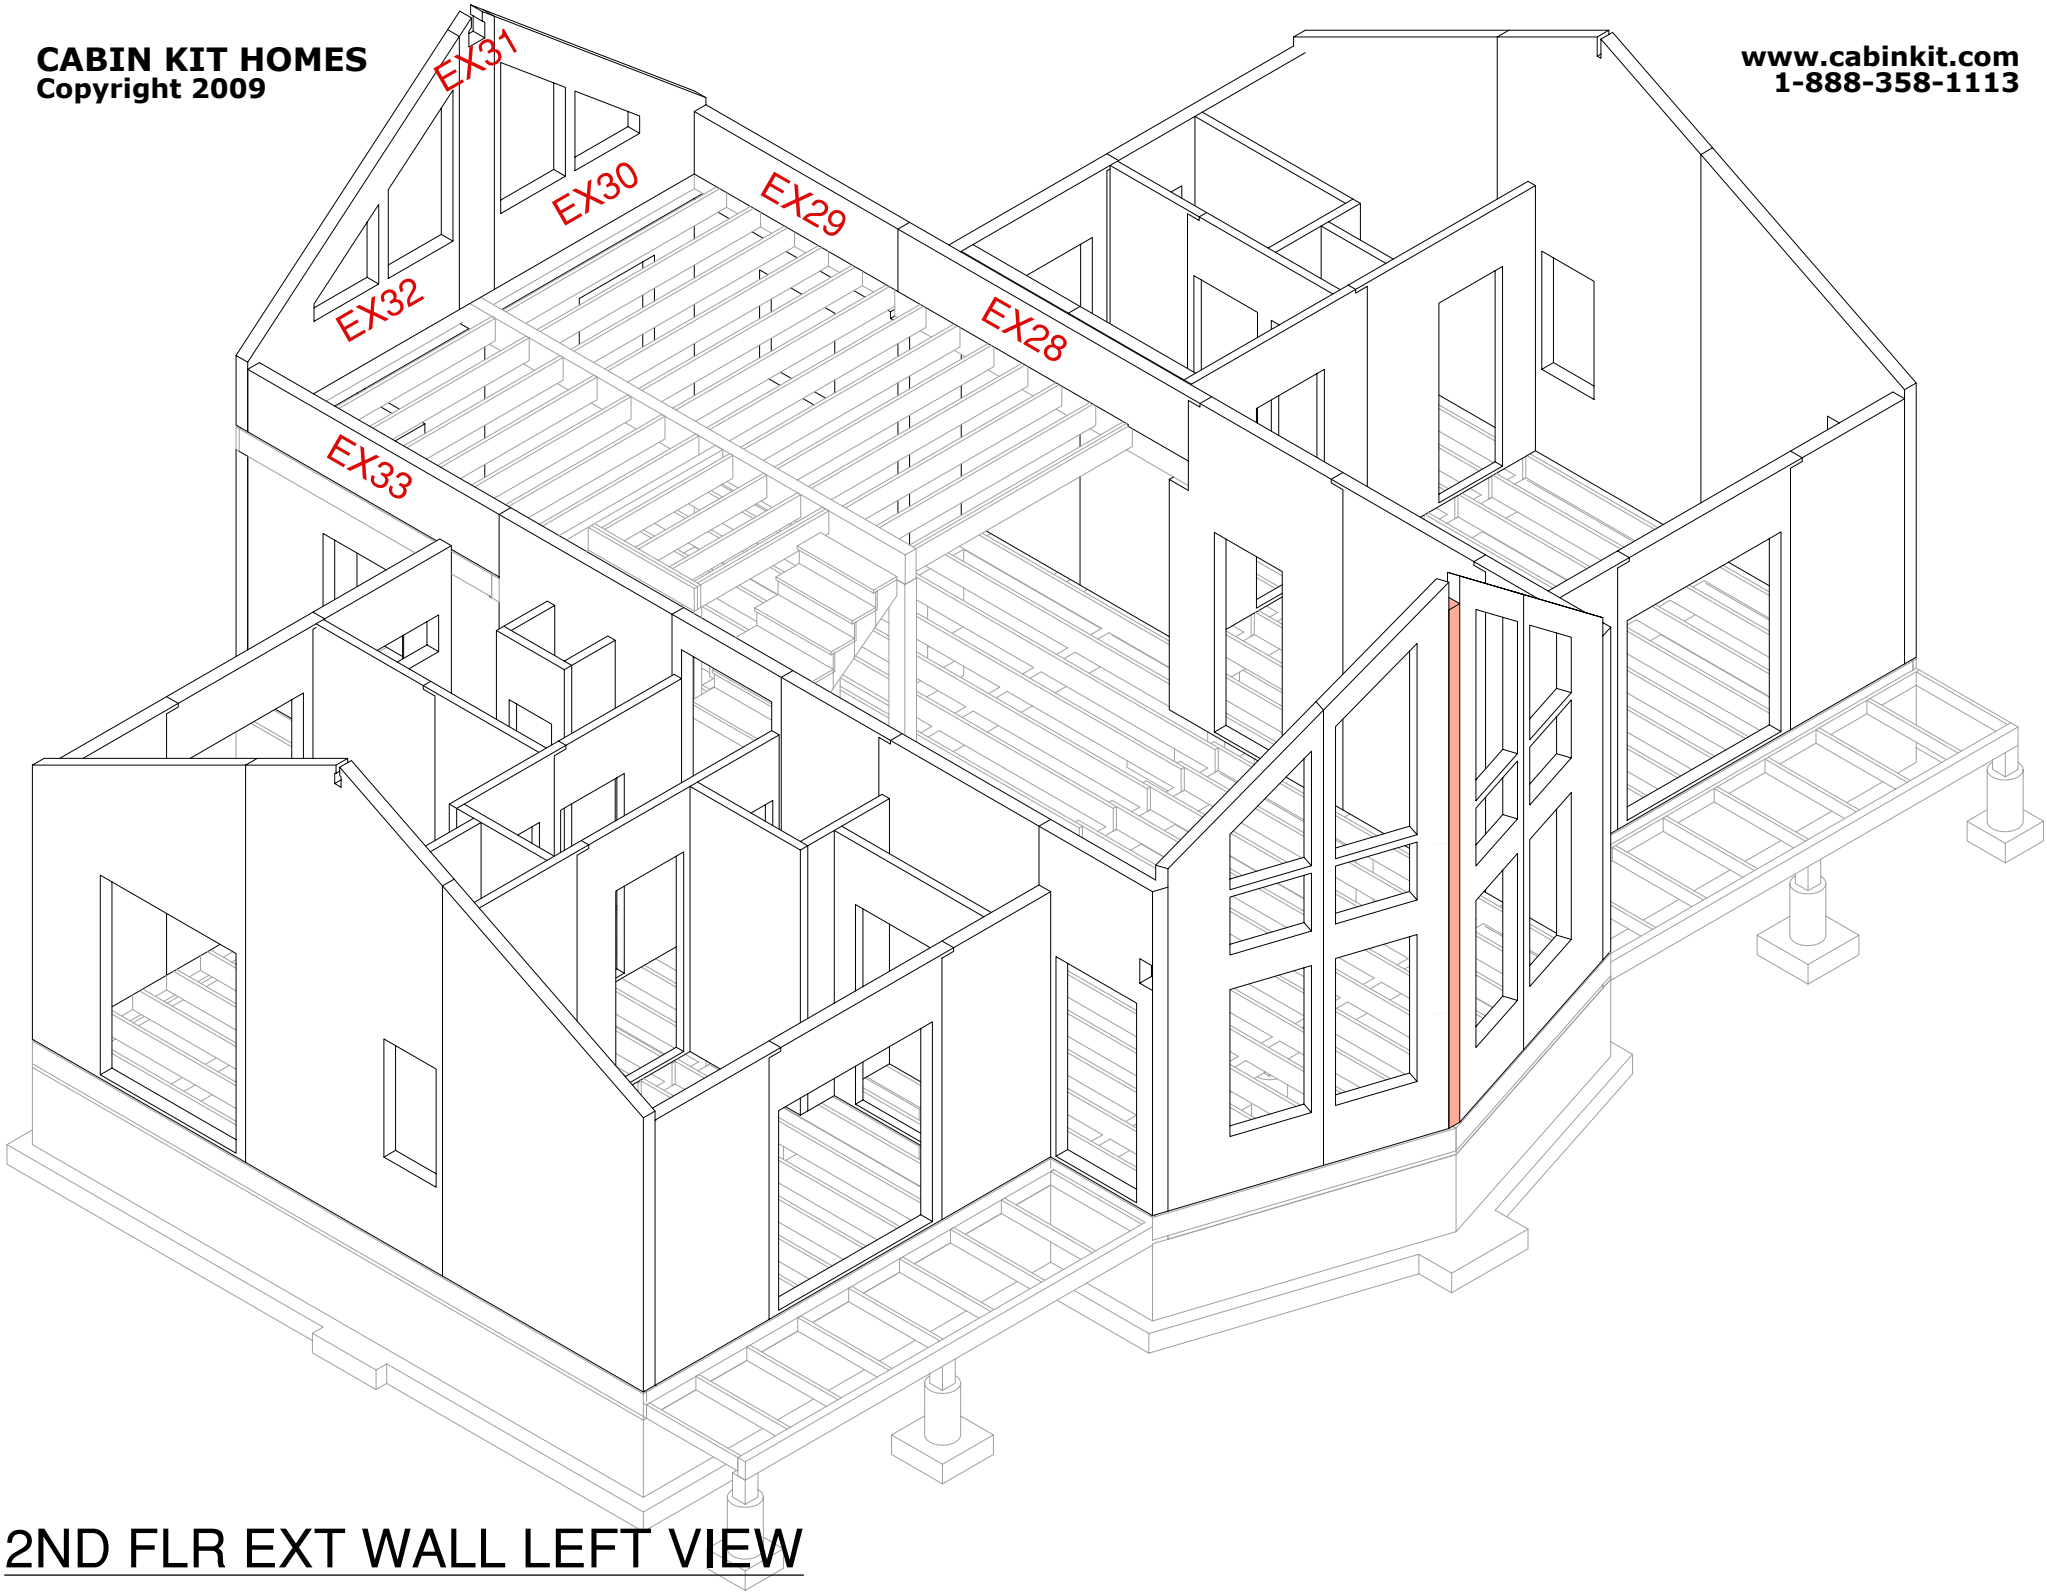 CABIN KIT HOMES
Copyright 2009
www.cabinkit.com
1-888-358-1113
EX31
EX30
EX29
EX32
EX28
EX33
2ND FLR EXT WALL LEFT VIEW